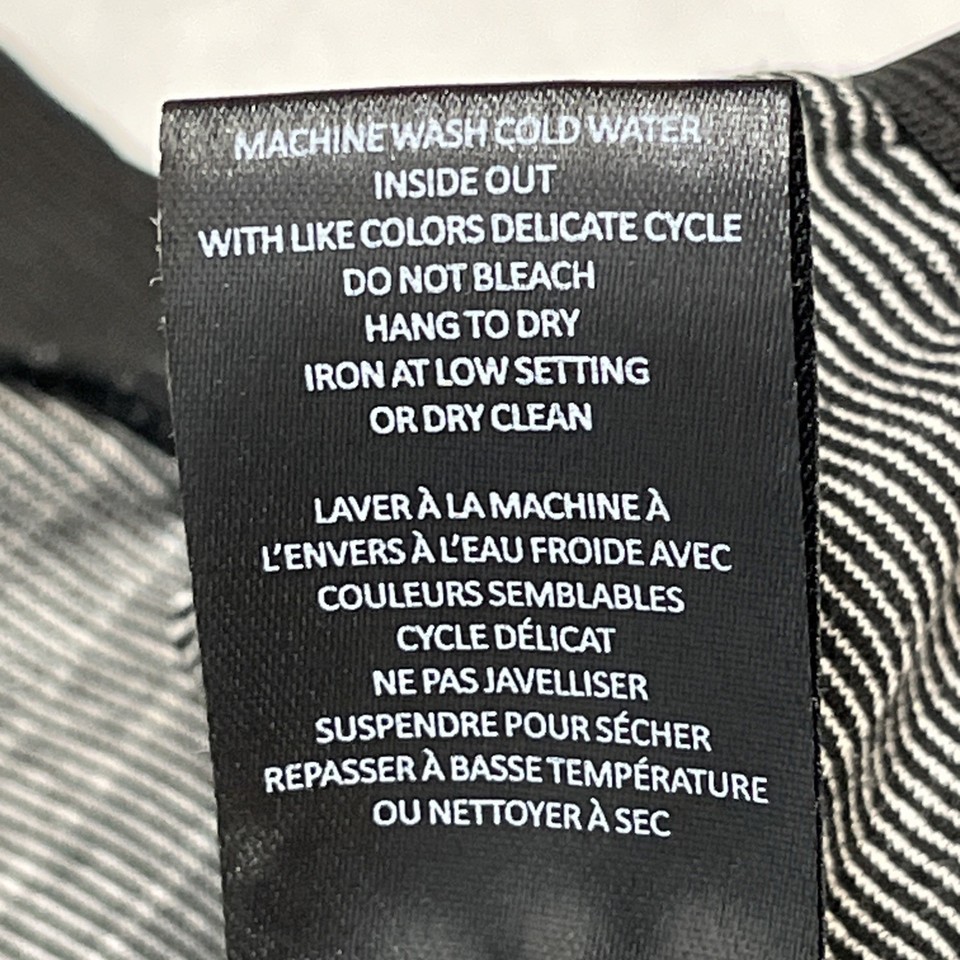 MACHINE WASH COLD WATER
INSIDE OUT
WITH LIKE COLORS DELICATE CYCLE
DO NOT BLEACH
HANG TO DRY
IRON AT LOW SETTING
OR DRY CLEAN
LAVER À LA MACHINE À
L'ENVERS À L'EAU FROIDE AVEC
COULEURS SEMBLABLES
CYCLE DÉLICAT
NE PAS JAVELLISER
SUSPENDRE POUR SÉCHER
REPASSER À BASSE TEMPÉRATURE
OU NETTOYER À SEC